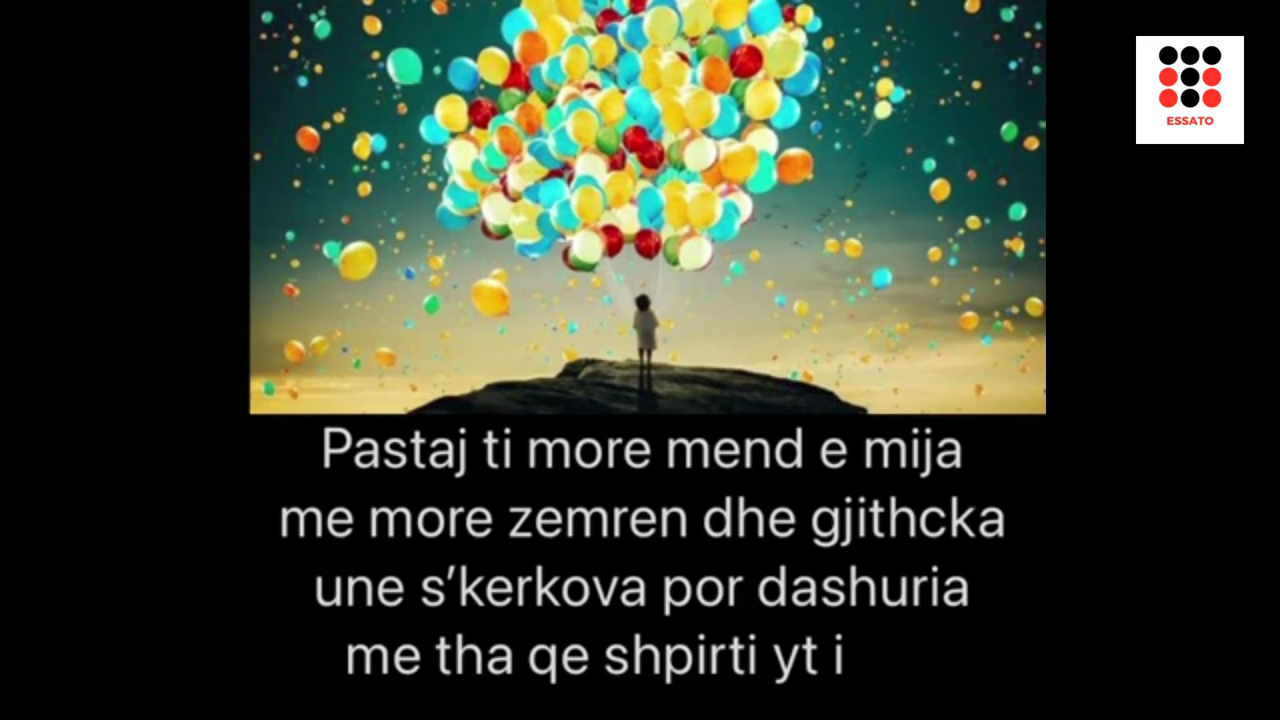 ESSATO
Pastaj ti more mend e mija
me more zemren dhe gjithcka
une s’kerkova por dashuria
me tha qe shpirti yt i